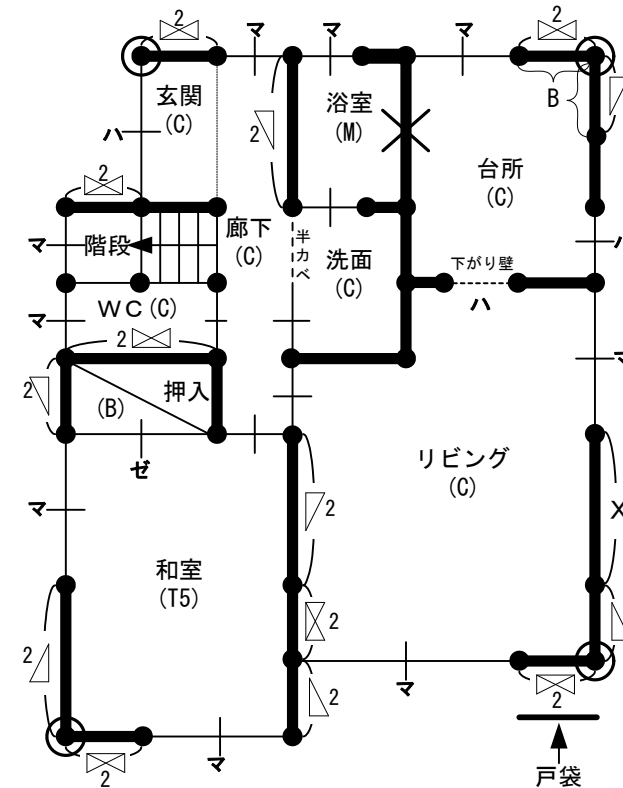 2
2
マ
マ
マ
玄関
(C)
浴室
(M)
B
ハ
2
台所
(C)
2
廊下
(C)
半カベ
洗面
(C)
階段
マ
ハ
下がり壁
ハ
マ
WC(C)
2
マ
2
押入
(B)
ゼ
リビング
(C)
マ
2
X
和室
(T5)
2
2
マ
2
2
2
マ
2
戸袋